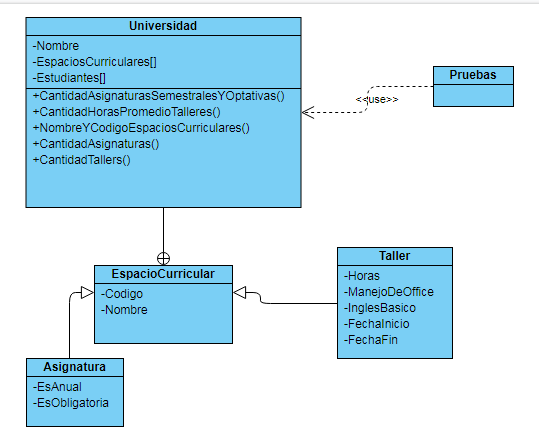 Universidad
-Nombre
-EspaciosCurriculares[]
-Estudiantes[]
+CantidadAsignaturasSemestralesYOptativas()
+CantidadHorasPromedioTalleres()
+NombreYCodigoEspaciosCurriculares()
+CantidadAsignaturas()
+CantidadTallers()
Pruebas
<<use>>
EspacioCurricular
-Codigo
-Nombre
Taller
-Horas
-ManejoDeOffice
-InglesBasico
-FechaInicio
-FechaFin
Asignatura
-EsAnual
-EsObligatoria